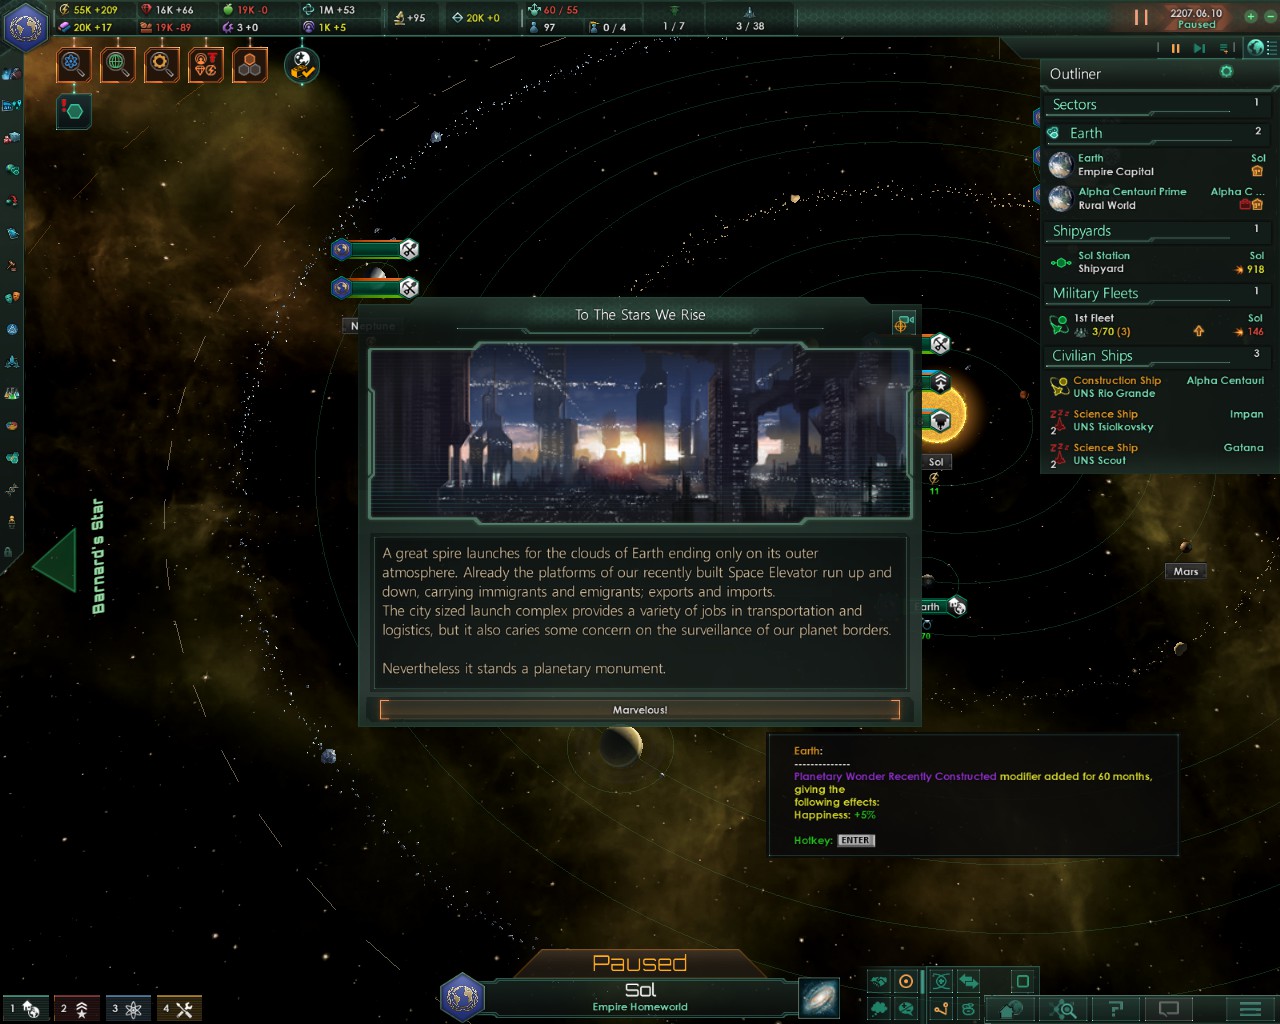 55K +209
16K +66
19K -0
1M +53
+95
20K +0
60 / 55
1 / 7
3 / 38
2207.06.10
Paused
20K +17
19K -89
3 +0
1K +5
97
0 / 4
Outliner
Sectors
1
Earth
2
Earth
Sol
Empire Capital
Alpha Centauri Prime
Alpha C ...
Rural World
Shipyards
1
Sol Station
Sol
Shipyard
918
Military Fleets
1
1st Fleet
Sol
3/70 (3)
146
Civilian Ships
3
Construction Ship
Alpha Centauri
UNS Rio Grande
Science Ship
Impan
2
UNS Tsiolkovsky
Science Ship
Gatana
2
UNS Scout
Neptune
To The Stars We Rise
Sol
11
Barnard's Star
Mars
arth
70
A great spire launches for the clouds of Earth ending only on its outer
atmosphere. Already the platforms of our recently built Space Elevator run up and
down, carrying immigrants and emigrants; exports and imports.
The city sized launch complex provides a variety of jobs in transportation and
logistics, but it also caries some concern on the surveillance of our planet borders.
Nevertheless it stands a planetary monument.
Marvelous!
Earth:
--------------
Planetary Wonder Recently Constructed modifier added for 60 months,
giving the
following effects:
Happiness: +5%
Hotkey: ENTER
Paused
Sol
Empire Homeworld
1
2
3
4